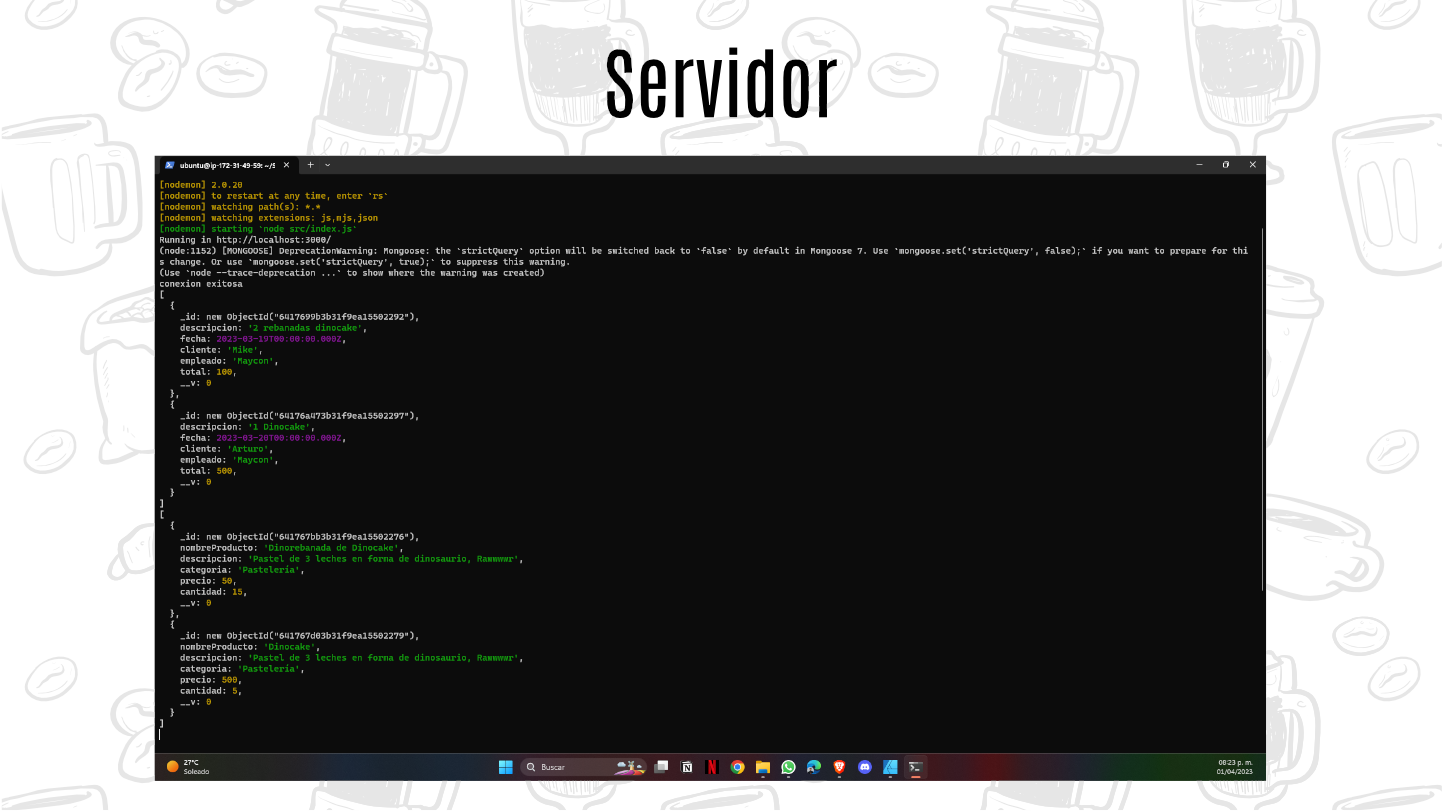 Servidor
ubuntu@ip-172-31-49-59: ~/S
[nodemon] 2.0.20
[nodemon] to restart at any time, enter `rs`
[nodemon] watching path(s): *.*
[nodemon] watching extensions: js,mjs,json
[nodemon] starting `node src/index.js`
Running in http://localhost:3000/
(node:1152) [MONGOOSE] DeprecationWarning: Mongoose: the `strictQuery` option will be switched back to `false` by default in Mongoose 7. Use `mongoose.set('strictQuery', false);` if you want to prepare for thi
s change. Or use `mongoose.set('strictQuery', true);` to suppress this warning.
(Use `node --trace-deprecation ...` to show where the warning was created)
conexion exitosa
[
  {
    _id: new ObjectId("6417699b3b31f9ea15502292"),
    descripcion: '2 rebanadas dinocake',
    fecha: 2023-03-19T00:00:00.000Z,
    cliente: 'Mike',
    empleado: 'Maycon',
    total: 100,
    __v: 0
  },
  {
    _id: new ObjectId("64176a473b31f9ea15502297"),
    descripcion: '1 Dinocake',
    fecha: 2023-03-20T00:00:00.000Z,
    cliente: 'Arturo',
    empleado: 'Maycon',
    total: 500,
    __v: 0
  }
]
[
  {
    _id: new ObjectId("641767bb3b31f9ea15502276"),
    nombreProducto: 'Dinorebanada de Dinocake',
    descripcion: 'Pastel de 3 leches en forma de dinosaurio, Rawwwwr',
    categoria: 'Pastelería',
    precio: 50,
    cantidad: 15,
    __v: 0
  },
  {
    _id: new ObjectId("641767d03b31f9ea15502279"),
    nombreProducto: 'Dinocake',
    descripcion: 'Pastel de 3 leches en forma de dinosaurio, Rawwwwr',
    categoria: 'Pastelería',
    precio: 500,
    cantidad: 5,
    __v: 0
  }
]
27°C
Soleado
Buscar
08:23 p. m.
01/04/2023